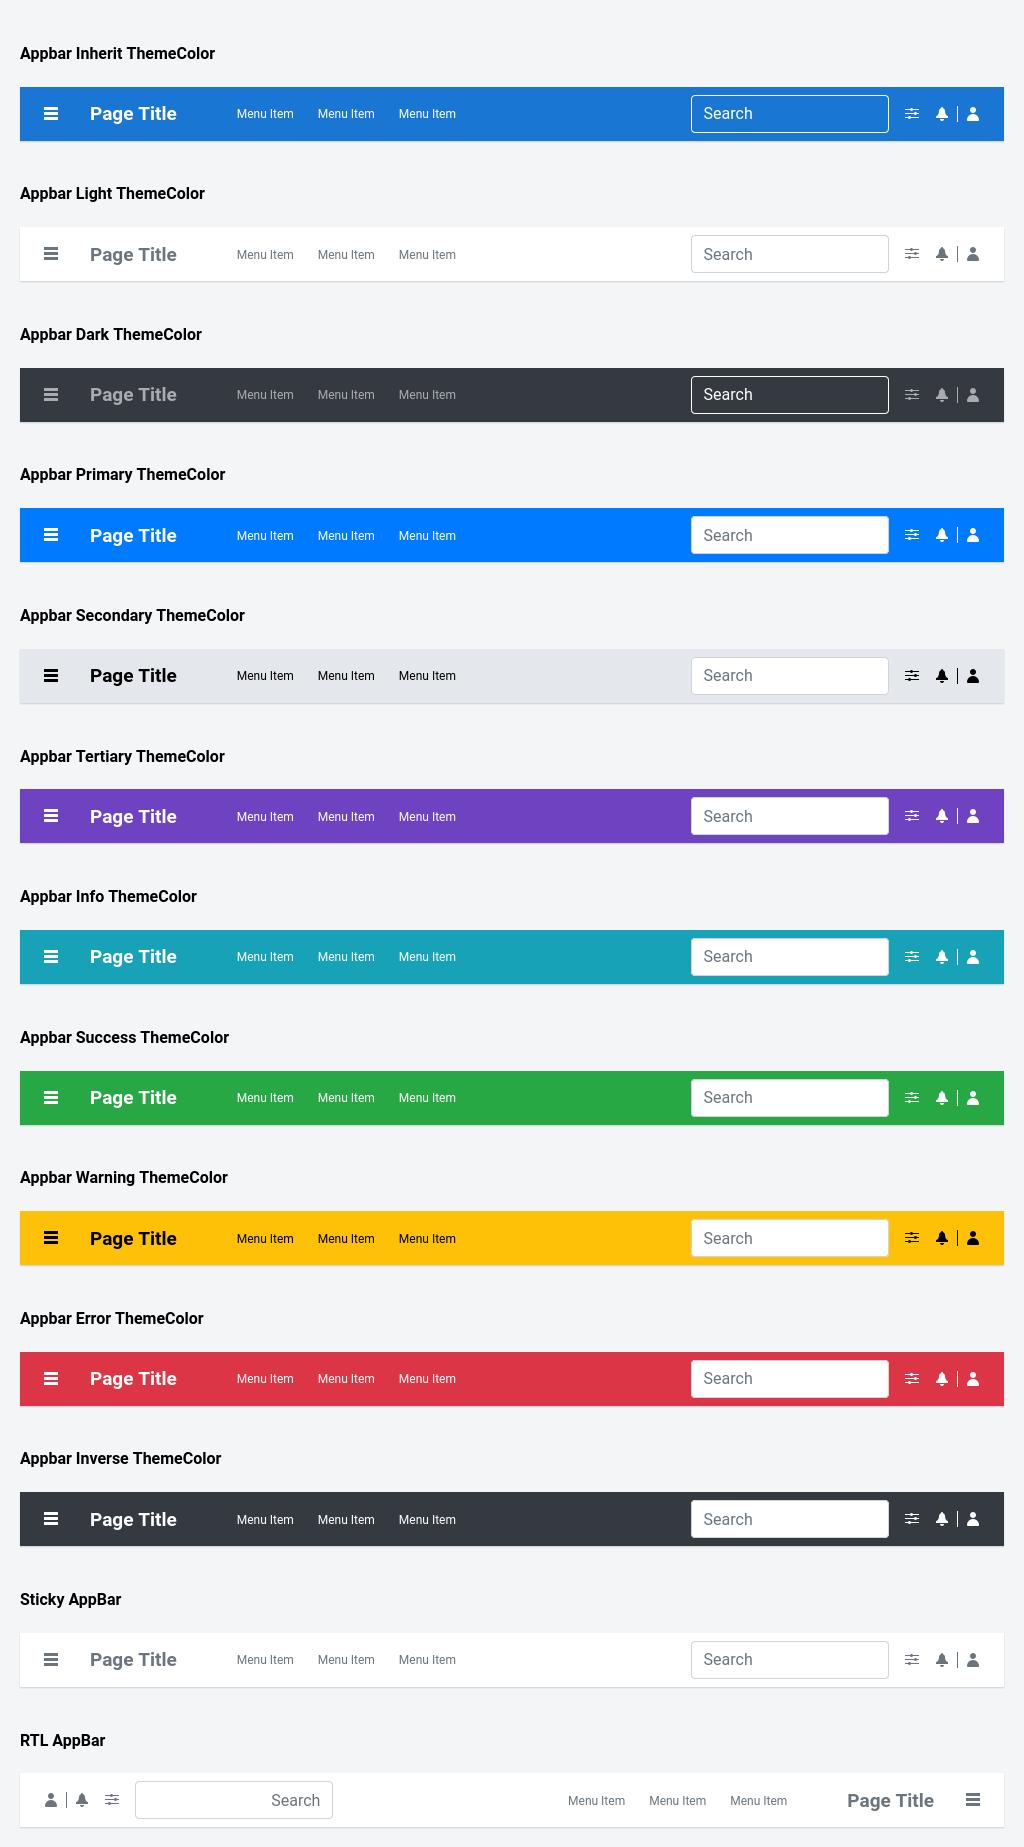 Appbar Inherit ThemeColor
Page Title Menu Item Menu Item Menu Item Search
Appbar Light ThemeColor
Page Title Menu Item Menu Item Menu Item Search
Appbar Dark ThemeColor
Page Title Menu Item Menu Item Menu Item Search
Appbar Primary ThemeColor
Page Title Menu Item Menu Item Menu Item Search
Appbar Secondary ThemeColor
Page Title Menu Item Menu Item Menu Item Search
Appbar Tertiary ThemeColor
Page Title Menu Item Menu Item Menu Item Search
Appbar Info ThemeColor
Page Title Menu Item Menu Item Menu Item Search
Appbar Success ThemeColor
Page Title Menu Item Menu Item Menu Item Search
Appbar Warning ThemeColor
Page Title Menu Item Menu Item Menu Item Search
Appbar Error ThemeColor
Page Title Menu Item Menu Item Menu Item Search
Appbar Inverse ThemeColor
Page Title Menu Item Menu Item Menu Item Search
Sticky AppBar
Page Title Menu Item Menu Item Menu Item Search
RTL AppBar
Search Menu Item Menu Item Menu Item Page Title